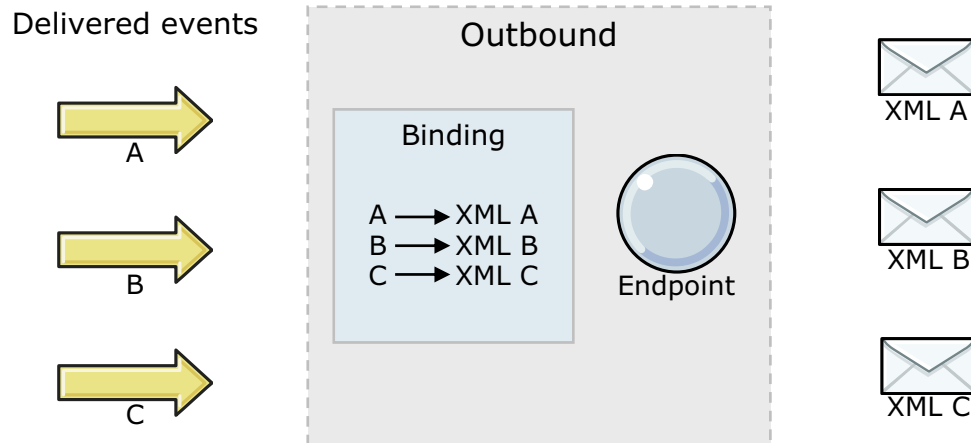 Delivered events
Outbound
A
B
C
Binding
A → XML A
B → XML B
C → XML C
Endpoint
XML A
XML B
XML C